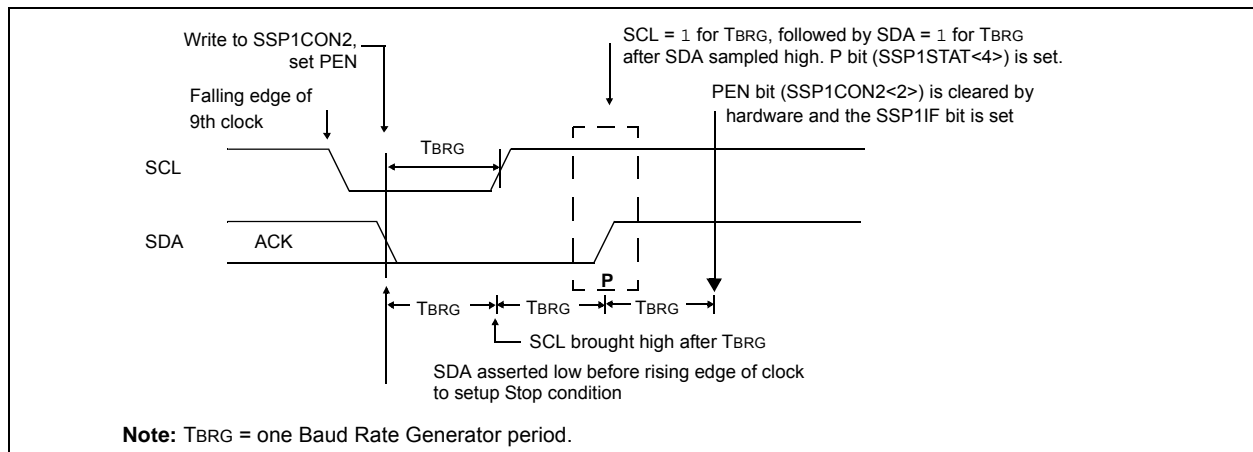 Write to SSP1CON2,
set PEN
SCL = 1 for TBRG, followed by SDA = 1 for TBRG
after SDA sampled high. P bit (SSP1STAT<4>) is set.
Falling edge of
9th clock
PEN bit (SSP1CON2<2>) is cleared by
hardware and the SSP1IF bit is set
TBRG
SCL
SDA
ACK
P
TBRG
TBRG
TBRG
SCL brought high after TBRG
SDA asserted low before rising edge of clock
to setup Stop condition
Note: TBRG = one Baud Rate Generator period.